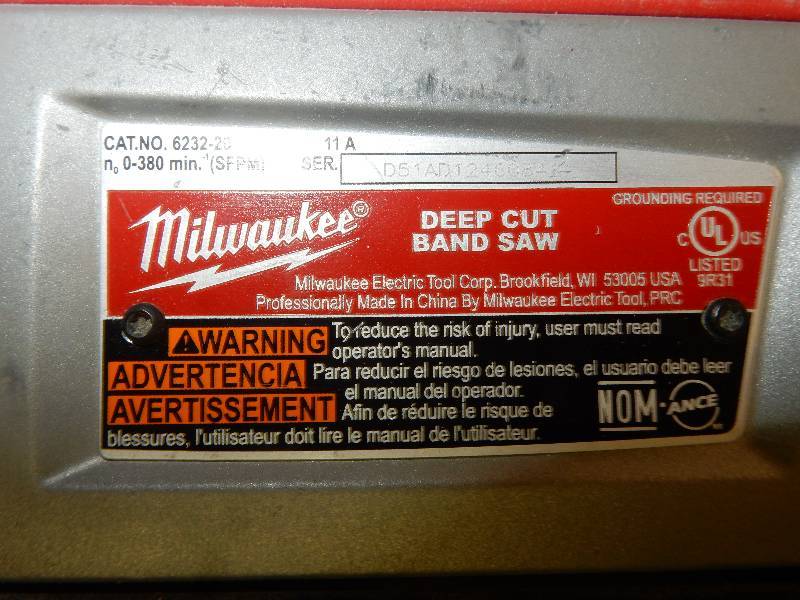 CAT.NO. 6232-20 11 A
n₀ 0-380 min.⁻¹(SFPM) SER.
Milwaukee®
DEEP CUT
BAND SAW
GROUNDING REQUIRED
C UL US
LISTED
9R31
Milwaukee Electric Tool Corp. Brookfield, WI 53005 USA
Professionally Made In China By Milwaukee Electric Tool, PRC
WARNING To reduce the risk of injury, user must read
operator's manual.
ADVERTENCIA Para reducir el riesgo de lesiones, el usuario debe leer
el manual del operador.
AVERTISSEMENT Afin de réduire le risque de
blessures, l'utilisateur doit lire le manuel de l'utilisateur.
NOM-ANCE